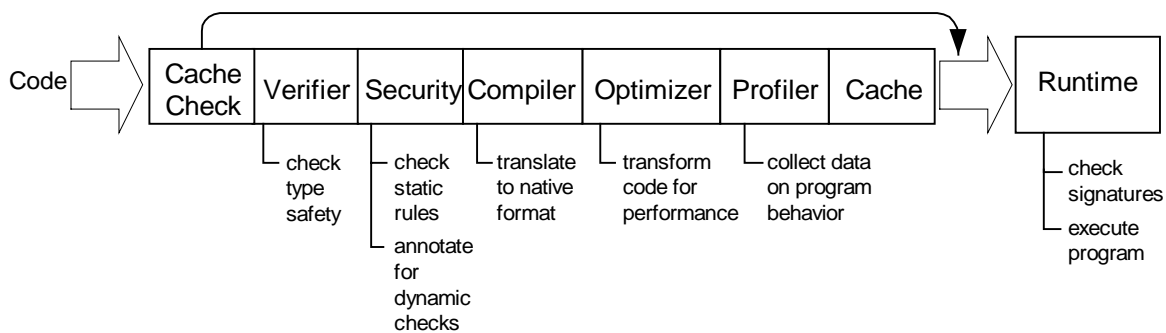 Code
Cache
Check
Verifier
Security
Compiler
Optimizer
Profiler
Cache
Runtime
check
type
safety
check
static
rules
annotate
for
dynamic
checks
translate
to native
format
transform
code for
performance
collect data
on program
behavior
check
signatures
execute
program